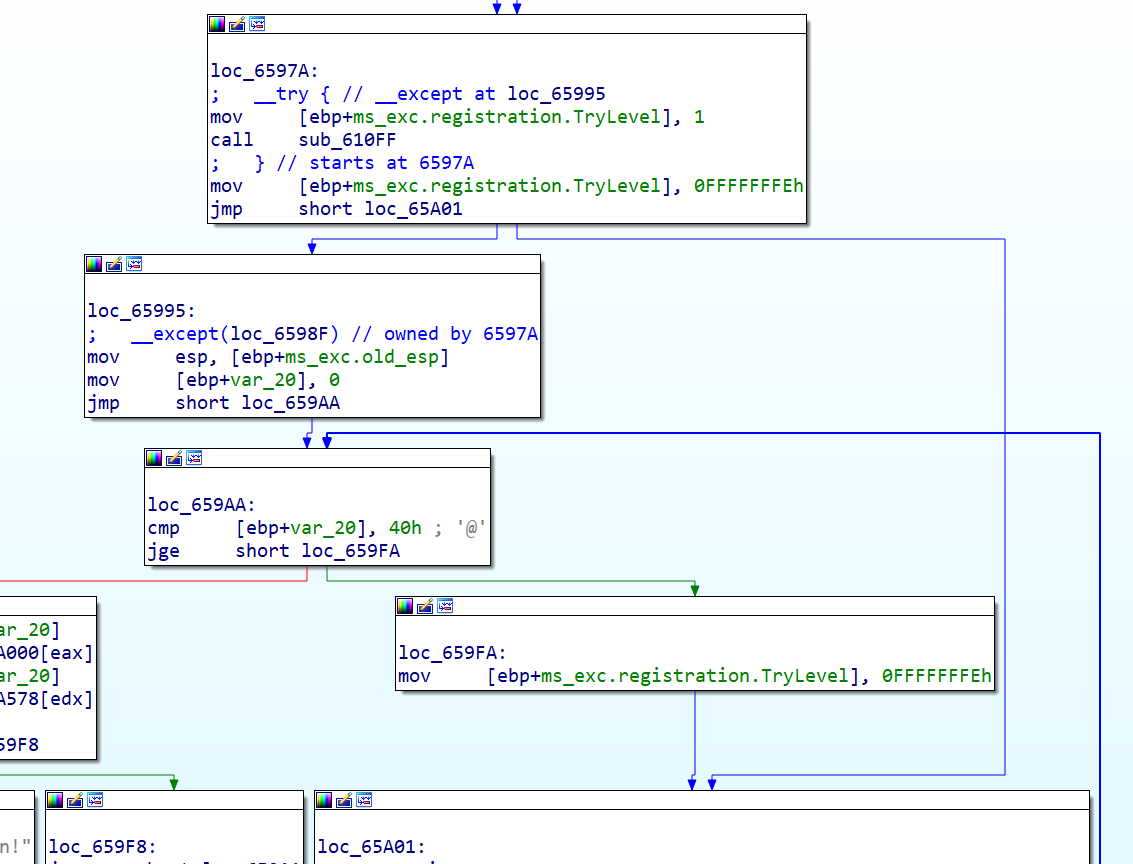 loc_6597A:
;   __try { // __except at loc_65995
mov     [ebp+ms_exc.registration.TryLevel], 1
call    sub_610FF
;   } // starts at 6597A
mov     [ebp+ms_exc.registration.TryLevel], 0FFFFFFFEh
jmp     short loc_65A01
loc_65995:
;   __except(loc_6598F) // owned by 6597A
mov     esp, [ebp+ms_exc.old_esp]
mov     [ebp+var_20], 0
jmp     short loc_659AA
loc_659AA:
cmp     [ebp+var_20], 40h ; '@'
jge     short loc_659FA
ar_20]
A000[eax]
ar_20]
A578[edx]
59F8
loc_659FA:
mov     [ebp+ms_exc.registration.TryLevel], 0FFFFFFFEh
n!"
loc_659F8:
loc_65A01: